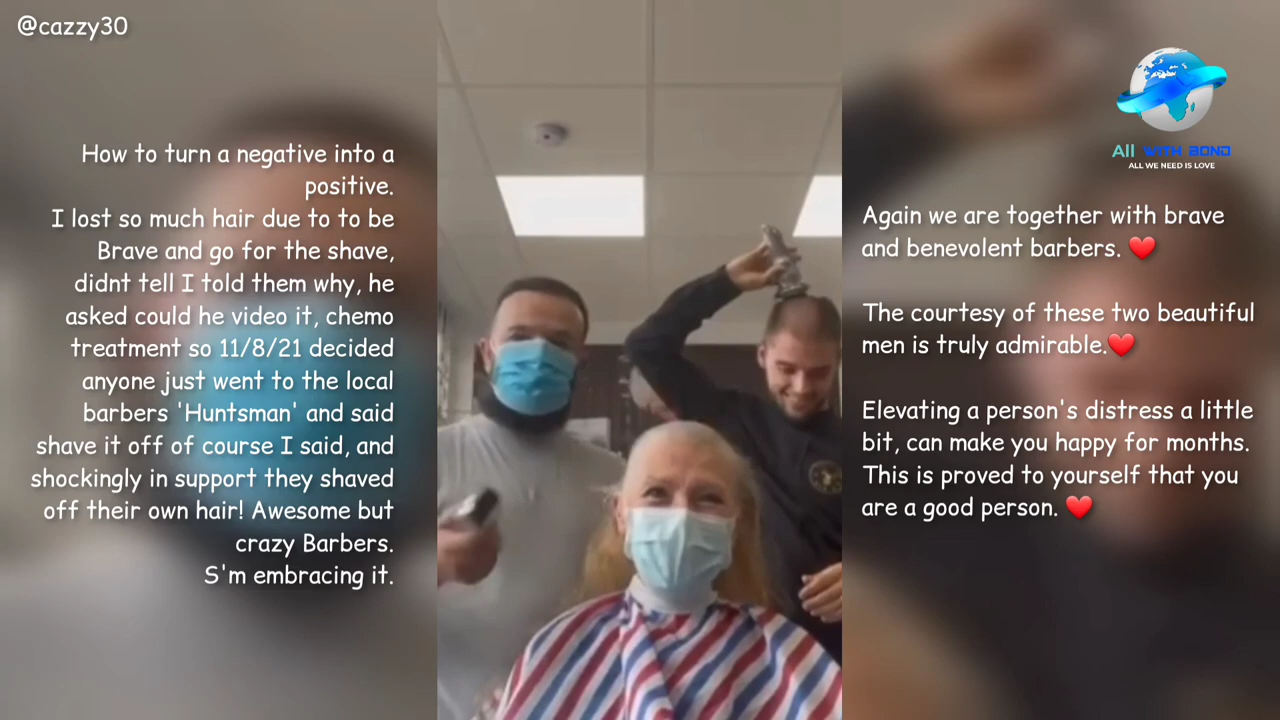 @cazzy30
How to turn a negative into a
positive.
I lost so much hair due to to be
Brave and go for the shave,
didnt tell I told them why, he
asked could he video it, chemo
treatment so 11/8/21 decided
anyone just went to the local
barbers 'Huntsman' and said
shave it off of course I said, and
shockingly in support they shaved
off their own hair! Awesome but
crazy Barbers.
S'm embracing it.
All WITH BOND
ALL WE NEED IS LOVE
Again we are together with brave
and benevolent barbers. ❤️
The courtesy of these two beautiful
men is truly admirable.❤️
Elevating a person's distress a little
bit, can make you happy for months.
This is proved to yourself that you
are a good person. ❤️